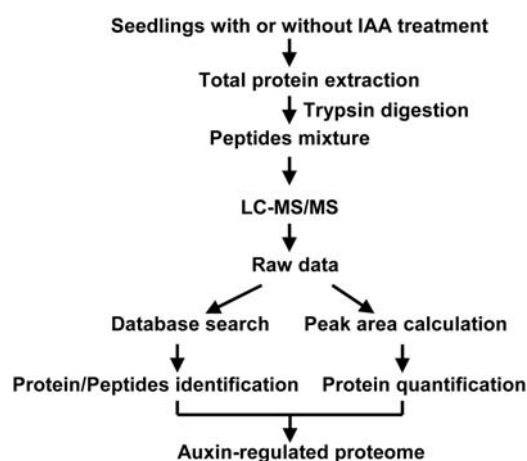 Seedlings with or without IAA treatment
Total protein extraction
Trypsin digestion
Peptides mixture
LC-MS/MS
Raw data
Database search
Peak area calculation
Protein/Peptides identification
Protein quantification
Auxin-regulated proteome